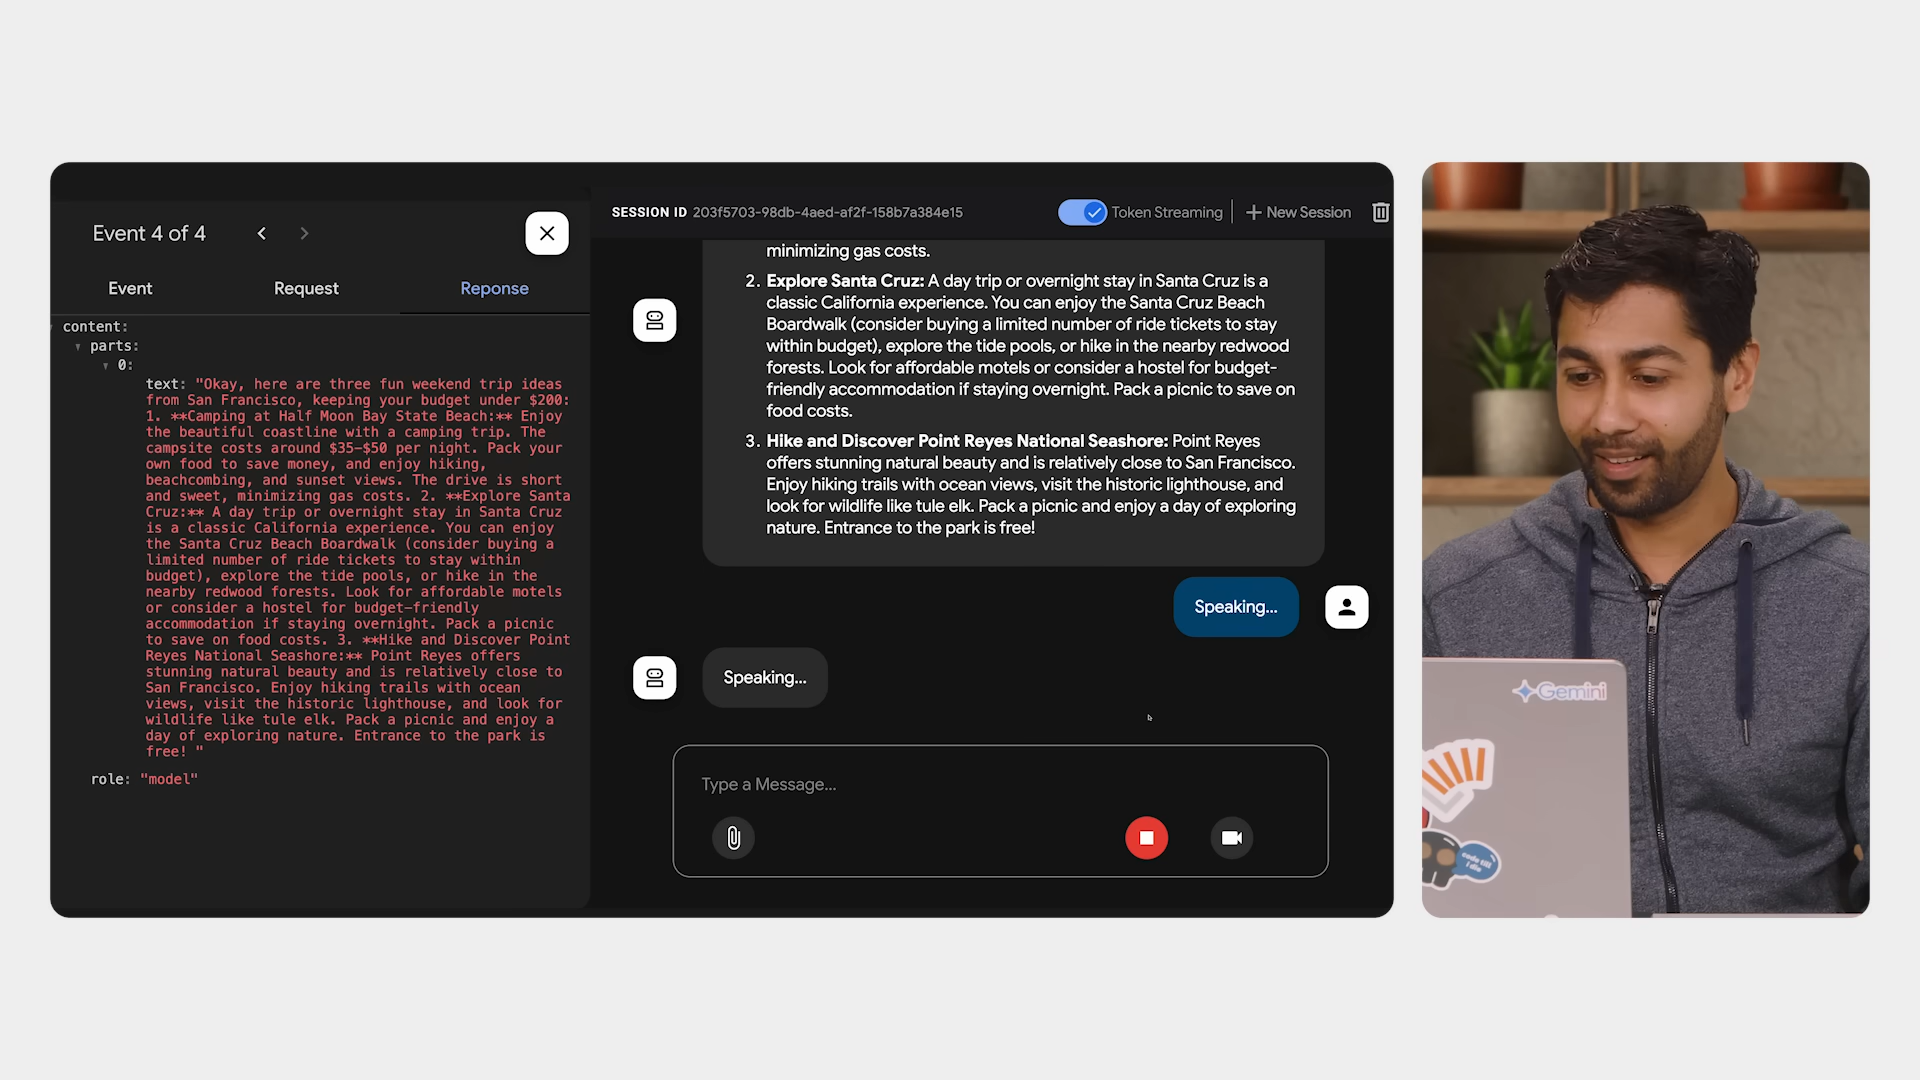 Event 4 of 4
Event
Request
Reponse
content:
parts:
0:
text: "Okay, here are three fun weekend trip ideas
from San Francisco, keeping your budget under $200:
1. **Camping at Half Moon Bay State Beach:** Enjoy
the beautiful coastline with a camping trip. The
campsite costs around $35-$50 per night. Pack your
own food to save money, and enjoy hiking,
beachcombing, and sunset views. The drive is short
and sweet, minimizing gas costs. 2. **Explore Santa
Cruz:** A day trip or overnight stay in Santa Cruz
is a classic California experience. You can enjoy
the Santa Cruz Beach Boardwalk (consider buying a
limited number of ride tickets to stay within
budget), explore the tide pools, or hike in the
nearby redwood forests. Look for affordable motels
or consider a hostel for budget-friendly
accommodation if staying overnight. Pack a picnic
to save on food costs. 3. **Hike and Discover Point
Reyes National Seashore:** Point Reyes offers
stunning natural beauty and is relatively close to
San Francisco. Enjoy hiking trails with ocean
views, visit the historic lighthouse, and look for
wildlife like tule elk. Pack a picnic and enjoy a
day of exploring nature. Entrance to the park is
free! "
role: "model"
SESSION ID 203f5703-98db-4aed-af2f-158b7a384e15
Token Streaming
New Session
minimizing gas costs.
2. Explore Santa Cruz: A day trip or overnight stay in Santa Cruz is a
classic California experience. You can enjoy the Santa Cruz Beach
Boardwalk (consider buying a limited number of ride tickets to stay
within budget), explore the tide pools, or hike in the nearby redwood
forests. Look for affordable motels or consider a hostel for budget-
friendly accommodation if staying overnight. Pack a picnic to save on
food costs.
3. Hike and Discover Point Reyes National Seashore: Point Reyes
offers stunning natural beauty and is relatively close to San Francisco.
Enjoy hiking trails with ocean views, visit the historic lighthouse, and
look for wildlife like tule elk. Pack a picnic and enjoy a day of exploring
nature. Entrance to the park is free!
Speaking...
Speaking...
Type a Message...
Gemini
code till
i die